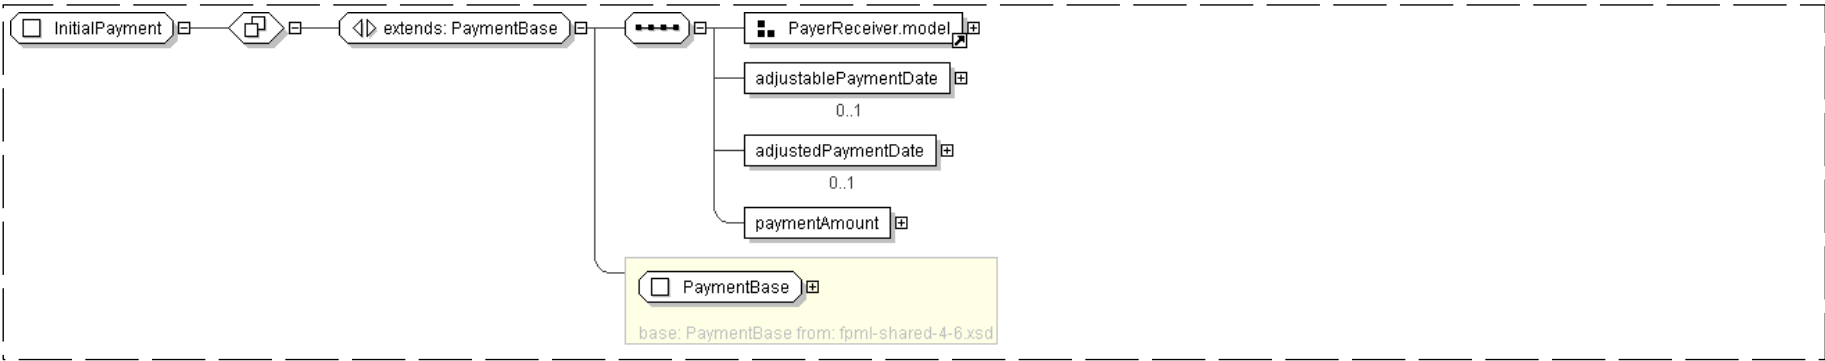 InitialPayment
extends: PaymentBase
PayerReceiver.model
adjustablePaymentDate
0..1
adjustedPaymentDate
0..1
paymentAmount
PaymentBase
base: PaymentBase from: fpml-shared-4-6.xsd